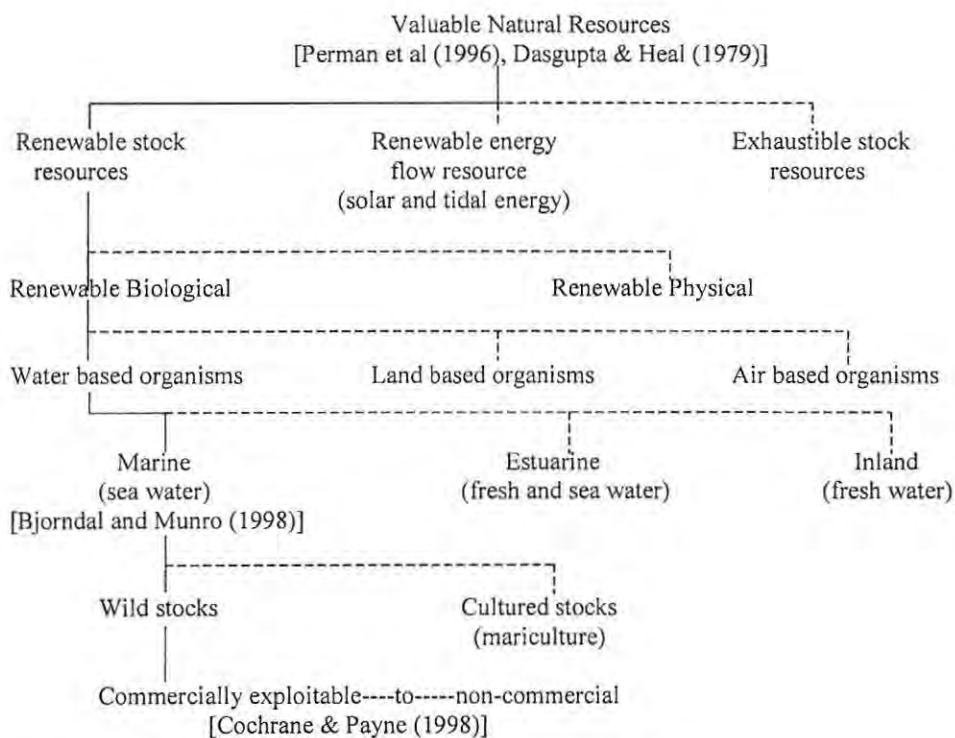 Valuable Natural Resources
[Perman et al (1996), Dasgupta & Heal (1979)]
Renewable stock
resources
Renewable energy
flow resource
(solar and tidal energy)
Exhaustible stock
resources
Renewable Biological
Renewable Physical
Water based organisms
Land based organisms
Air based organisms
Marine
(sea water)
[Bjorndal and Munro (1998)]
Estuarine
(fresh and sea water)
Inland
(fresh water)
Wild stocks
Cultured stocks
(mariculture)
Commercially exploitable----to-----non-commercial
[Cochrane & Payne (1998)]